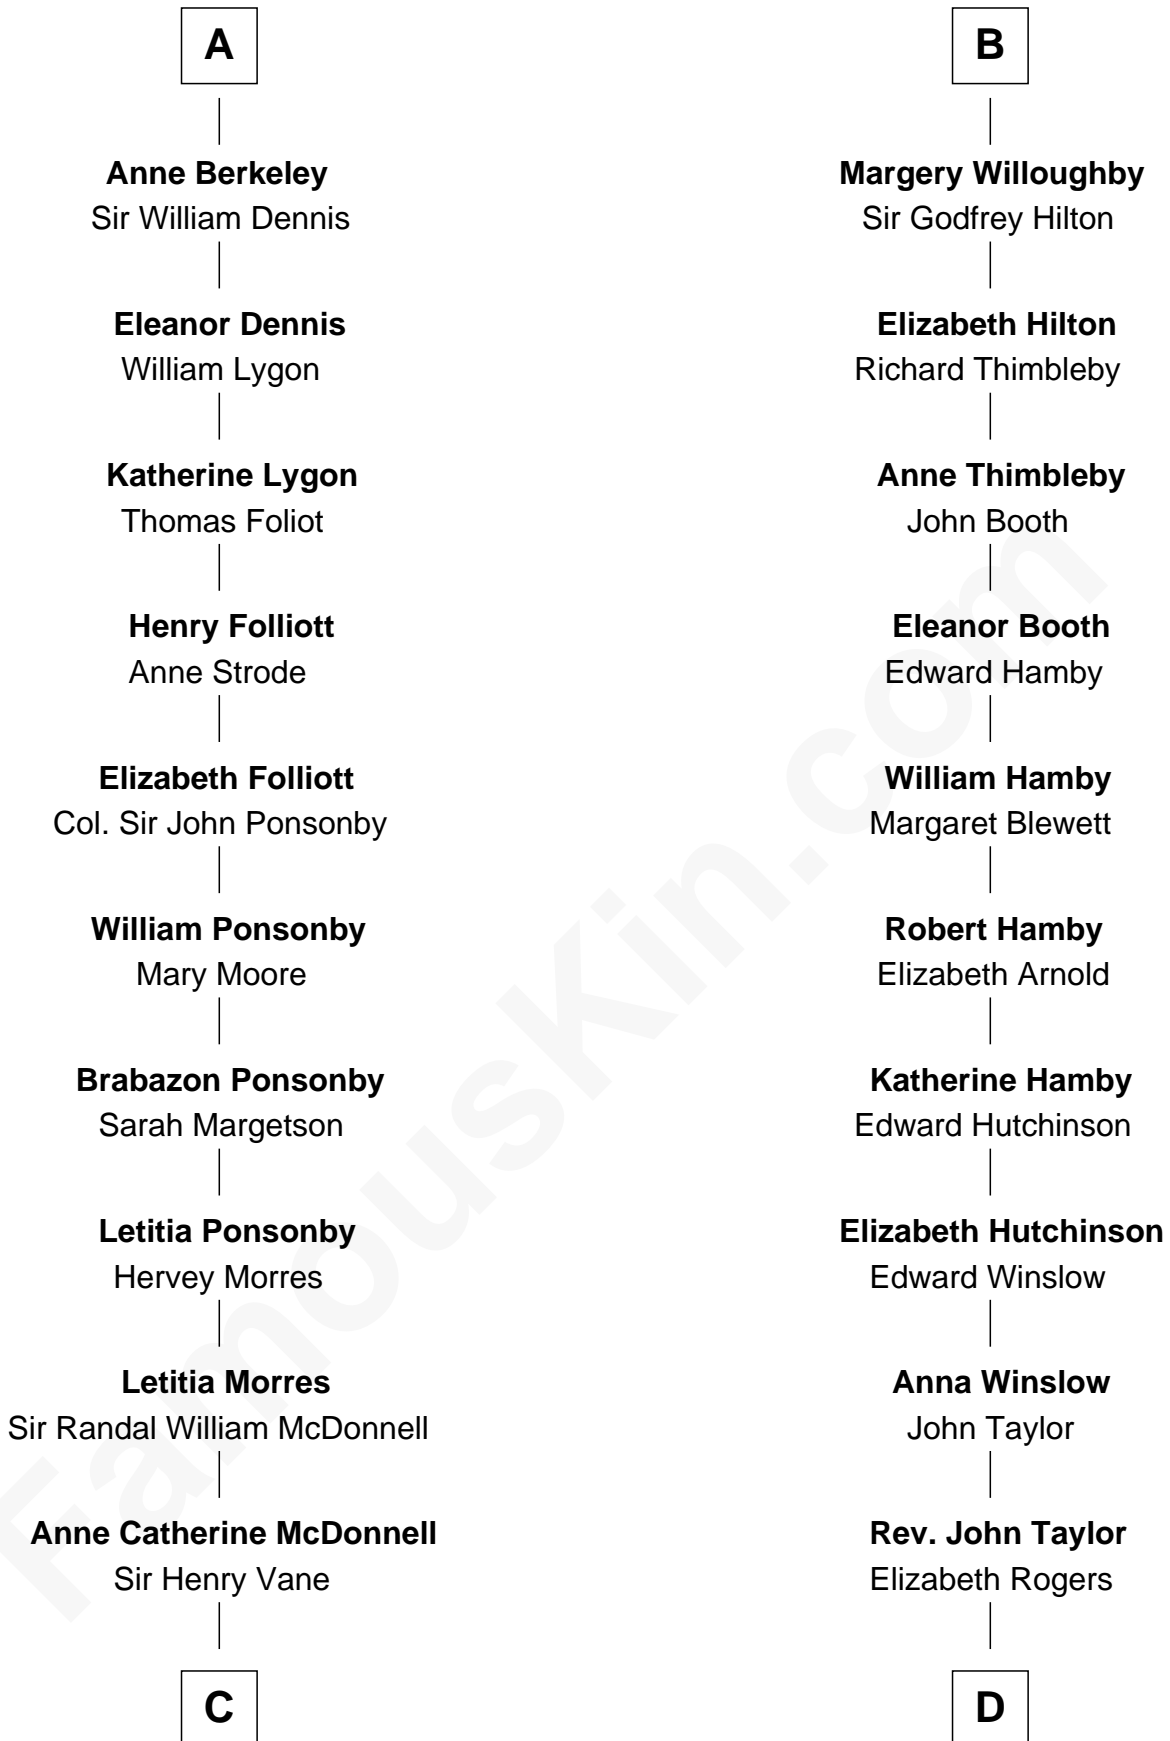 A
Anne Berkeley
Sir William Dennis
Eleanor Dennis
William Lygon
Katherine Lygon
Thomas Foliot
Henry Folliott
Anne Strode
Elizabeth Folliott
Col. Sir John Ponsonby
William Ponsonby
Mary Moore
Brabazon Ponsonby
Sarah Margetson
Letitia Ponsonby
Hervey Morres
Letitia Morres
Sir Randal William McDonnell
Anne Catherine McDonnell
Sir Henry Vane
C
B
Margery Willoughby
Sir Godfrey Hilton
Elizabeth Hilton
Richard Thimbleby
Anne Thimbleby
John Booth
Eleanor Booth
Edward Hamby
William Hamby
Margaret Blewett
Robert Hamby
Elizabeth Arnold
Katherine Hamby
Edward Hutchinson
Elizabeth Hutchinson
Edward Winslow
Anna Winslow
John Taylor
Rev. John Taylor
Elizabeth Rogers
D
FamousKin.com